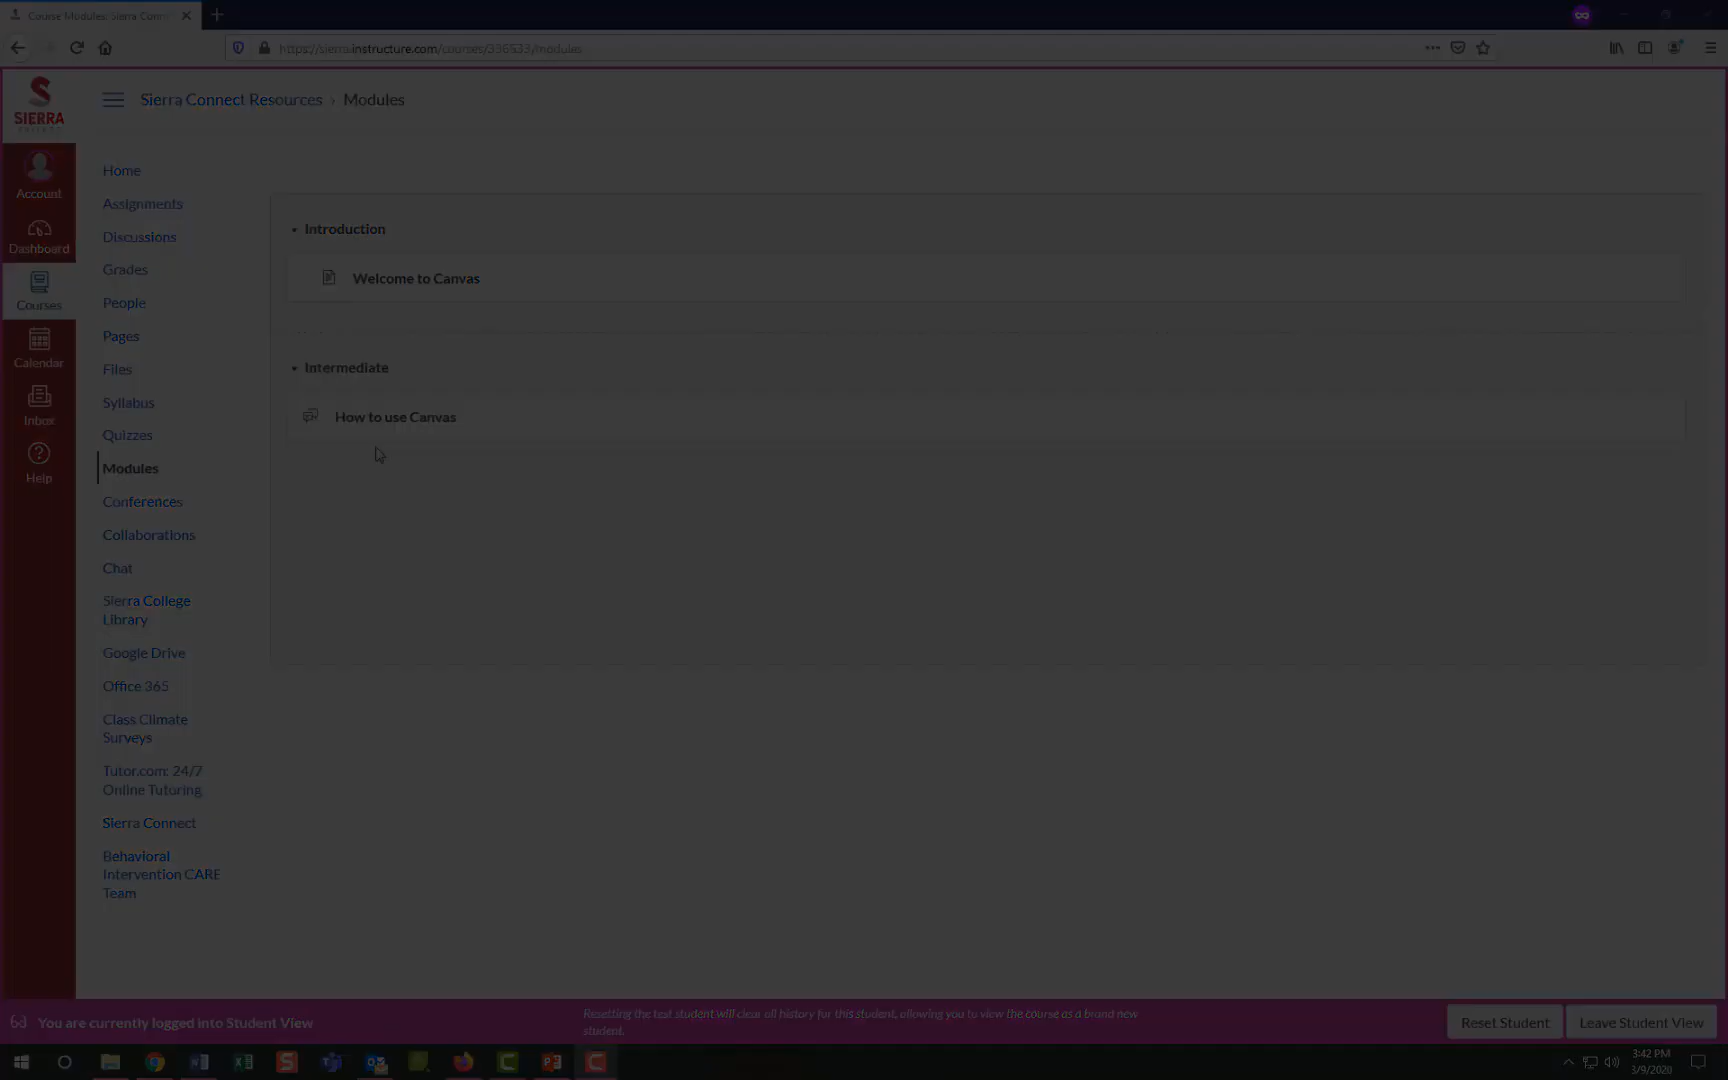 Course Modules: Sierra Conn
https://sierra.instructure.com/courses/336533/modules
SIERRA
COLLEGE
Sierra Connect Resources › Modules
Account
Dashboard
Courses
Calendar
Inbox
Help
Home
Assignments
Discussions
Grades
People
Pages
Files
Syllabus
Quizzes
Modules
Conferences
Collaborations
Chat
Sierra College
Library
Google Drive
Office 365
Class Climate
Surveys
Tutor.com: 24/7
Online Tutoring
Sierra Connect
Behavioral
Intervention CARE
Team
Introduction
Welcome to Canvas
Intermediate
How to use Canvas
You are currently logged into Student View
Resetting the test student will clear all history for this student, allowing you to view the course as a brand new
student.
Reset Student
Leave Student View
3:42 PM
3/9/2020